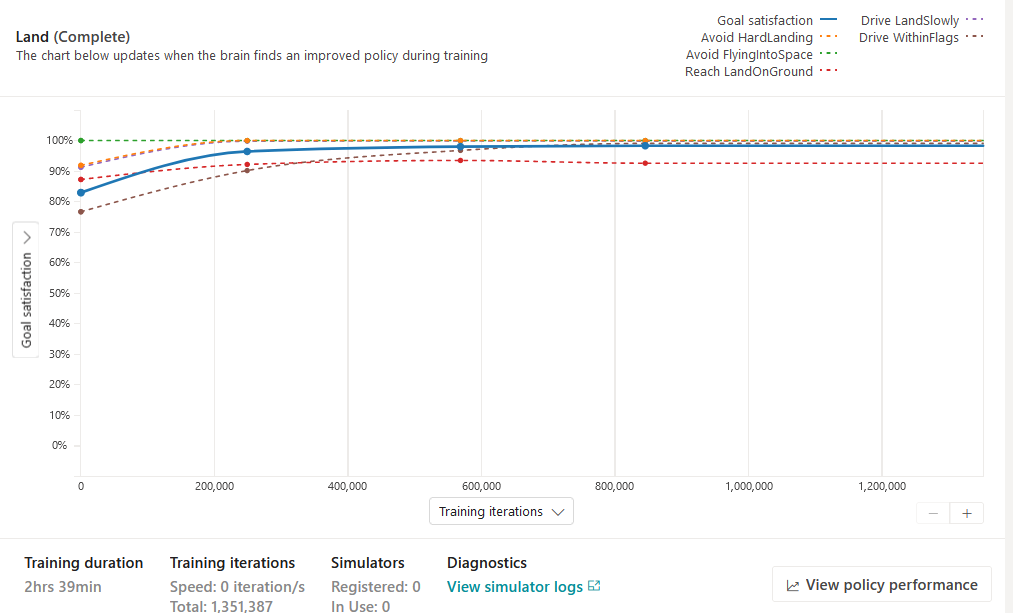 Land (Complete)
The chart below updates when the brain finds an improved policy during training
Goal satisfaction
Avoid HardLanding
Avoid FlyingIntoSpace
Reach LandOnGround
Drive LandSlowly
Drive WithinFlags
Goal satisfaction
100%
90%
80%
70%
60%
50%
40%
30%
20%
10%
0%
0
200,000
400,000
600,000
800,000
1,000,000
1,200,000
Training iterations
Training duration
2hrs 39min
Training iterations
Speed: 0 iteration/s
Total: 1,351,387
Simulators
Registered: 0
In Use: 0
Diagnostics
View simulator logs
View policy performance